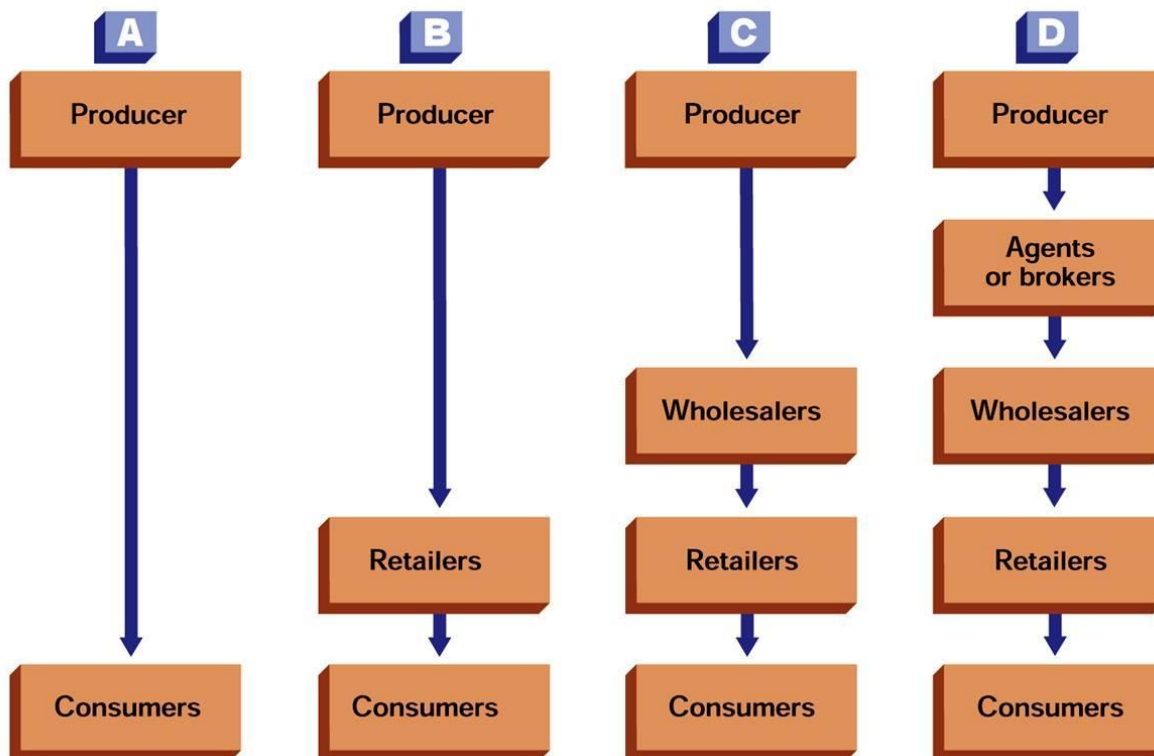 A
B
C
D
Producer
Producer
Producer
Producer
Agents
or brokers
Wholesalers
Wholesalers
Retailers
Retailers
Retailers
Consumers
Consumers
Consumers
Consumers